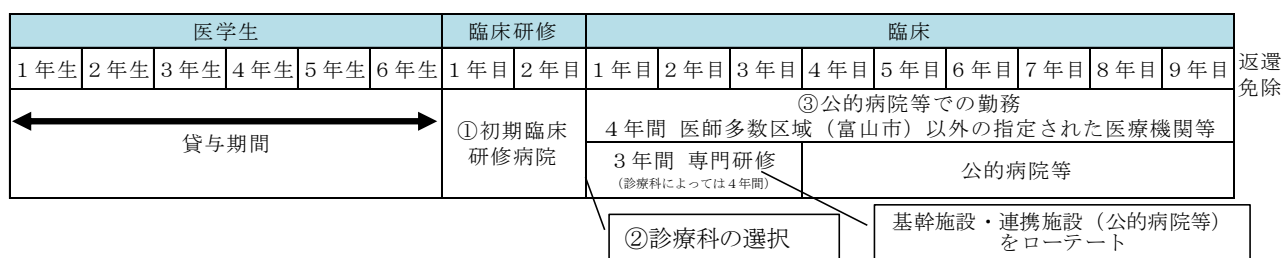 医学生 臨床研修 臨床
1年生 2年生 3年生 4年生 5年生 6年生 1年目 2年目 1年目 2年目 3年目 4年目 5年目 6年目 7年目 8年目 9年目
返還
免除
貸与期間
①初期臨床
研修病院
③公的病院等での勤務
4年間 医師多数区域（富山市）以外の指定された医療機関等
3年間 専門研修
（診療科によっては4年間）
公的病院等
②診療科の選択
基幹施設・連携施設（公的病院等）
をローテート